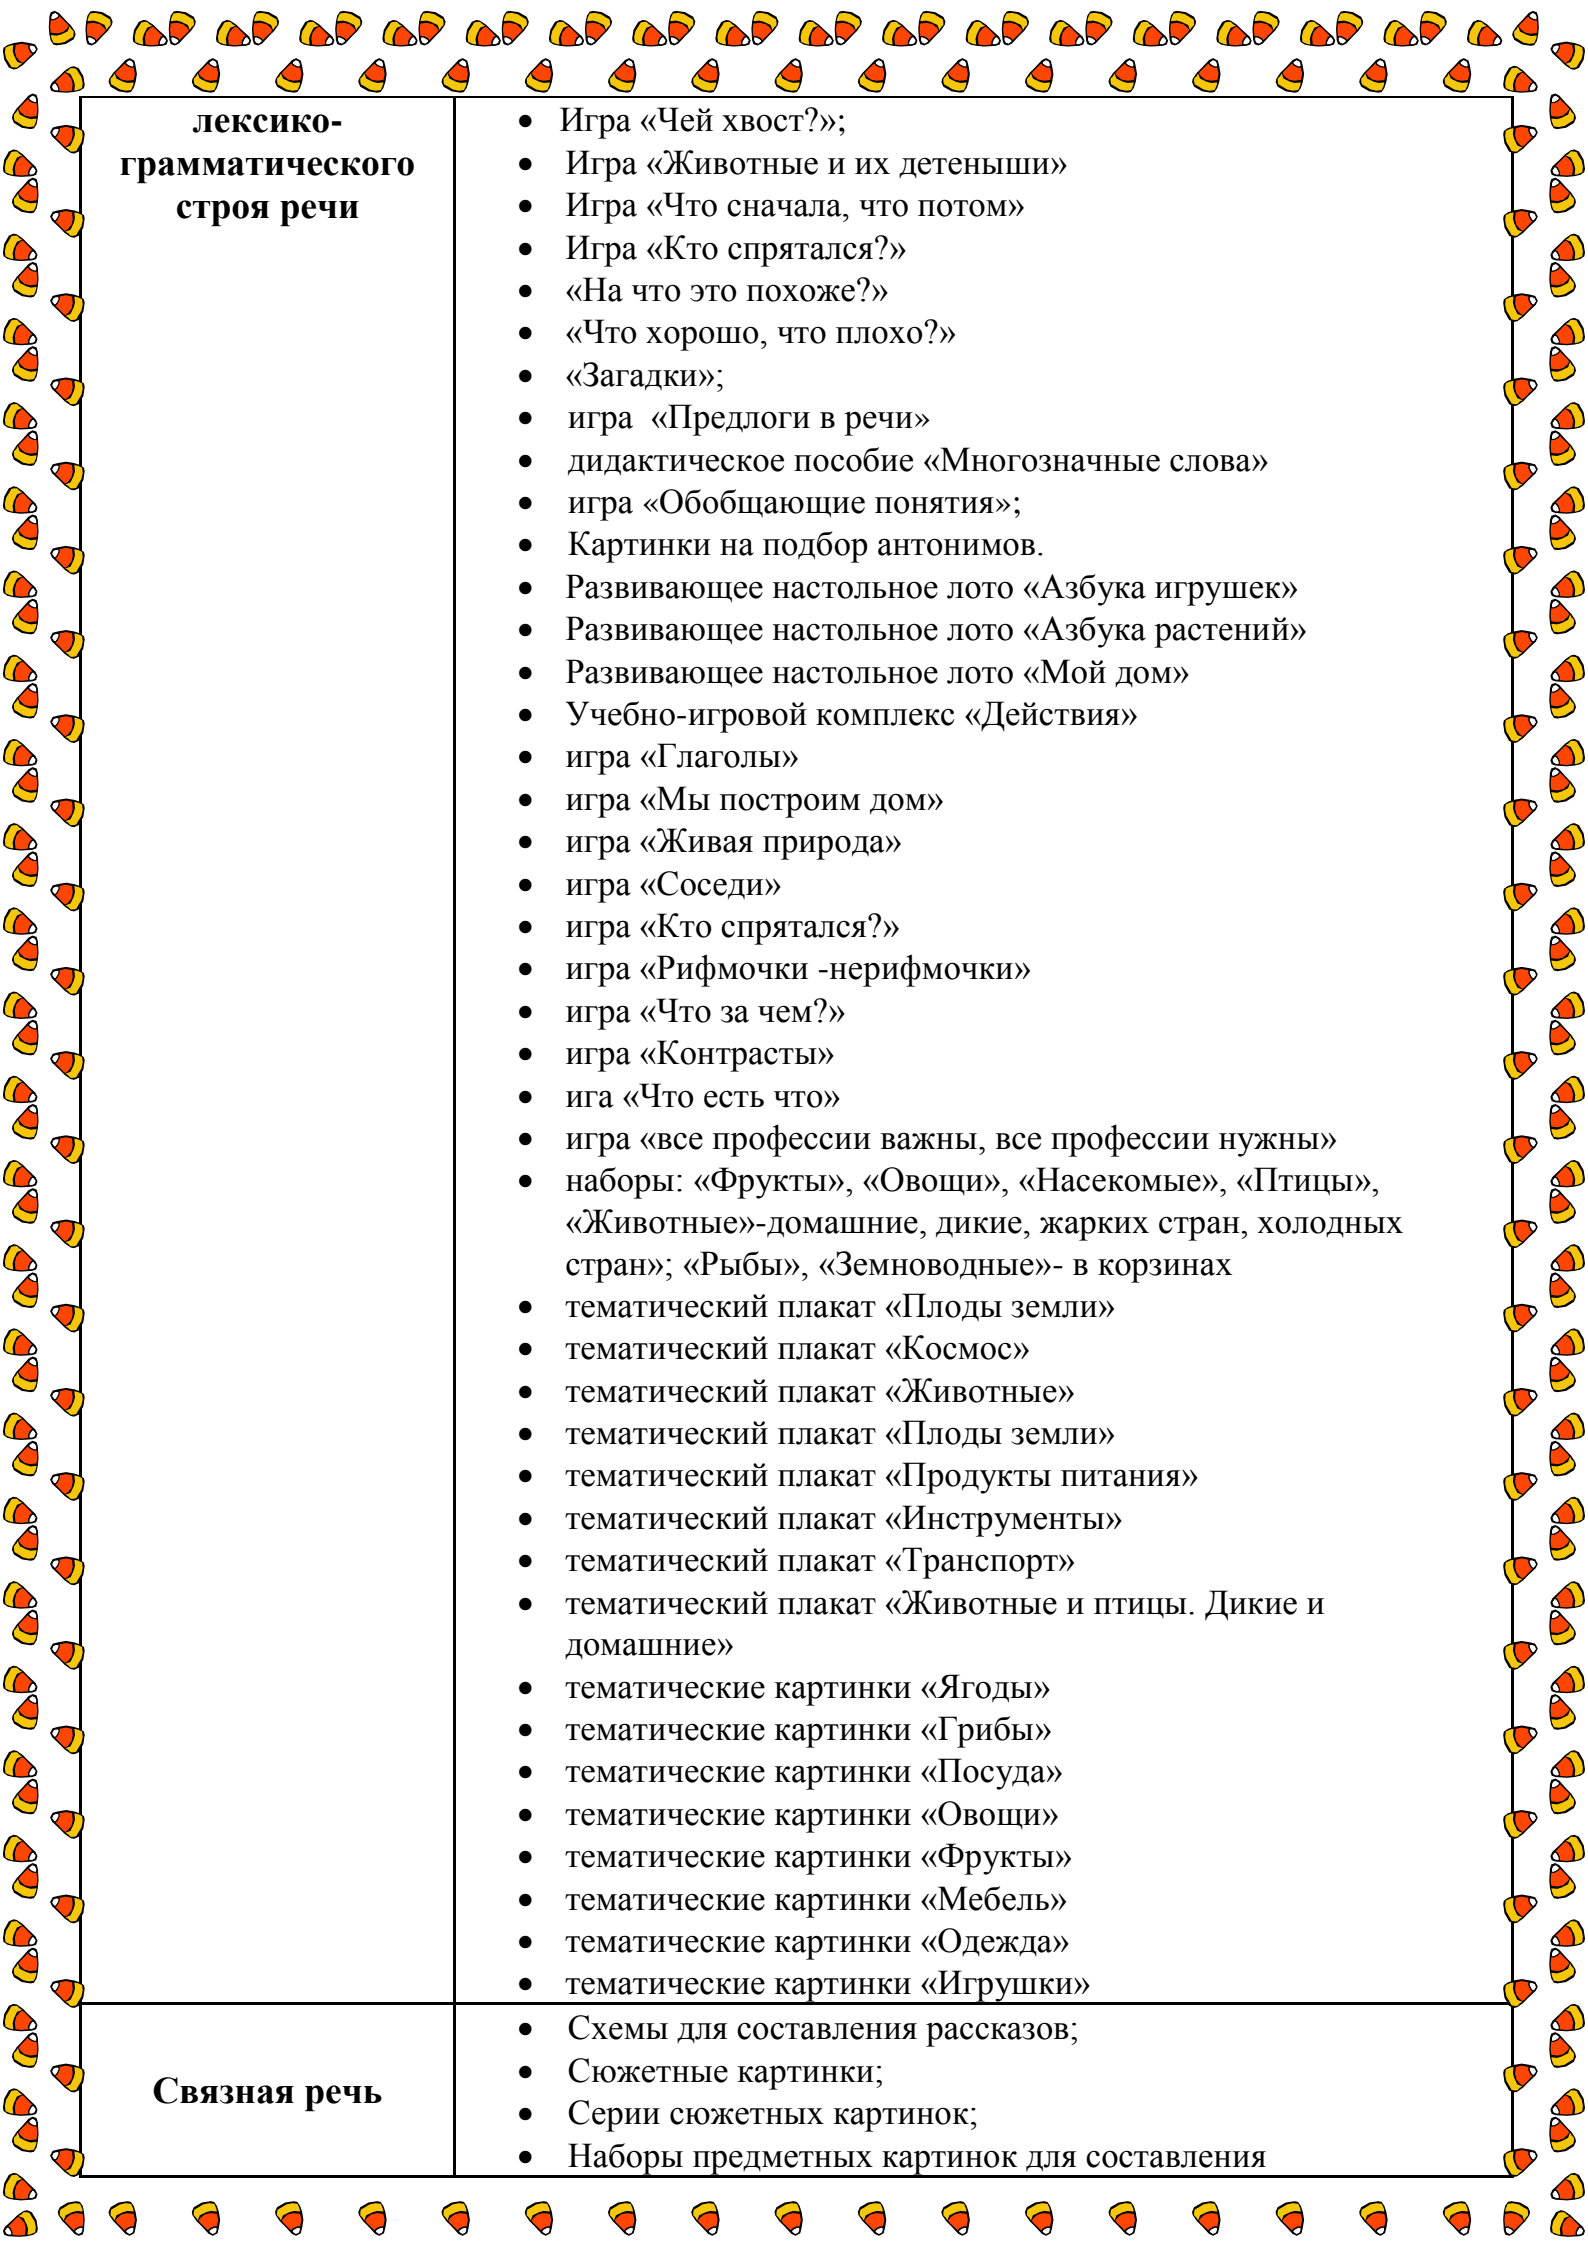 лексико-
грамматического
строя речи
• Игра «Чей хвост?»;
• Игра «Животные и их детеныши»
• Игра «Что сначала, что потом»
• Игра «Кто спрятался?»
• «На что это похоже?»
• «Что хорошо, что плохо?»
• «Загадки»;
• игра «Предлоги в речи»
• дидактическое пособие «Многозначные слова»
• игра «Обобщающие понятия»;
• Картинки на подбор антонимов.
• Развивающее настольное лото «Азбука игрушек»
• Развивающее настольное лото «Азбука растений»
• Развивающее настольное лото «Мой дом»
• Учебно-игровой комплекс «Действия»
• игра «Глаголы»
• игра «Мы построим дом»
• игра «Живая природа»
• игра «Соседи»
• игра «Кто спрятался?»
• игра «Рифмочки -нерифмочки»
• игра «Что за чем?»
• игра «Контрасты»
• ига «Что есть что»
• игра «все профессии важны, все профессии нужны»
• наборы: «Фрукты», «Овощи», «Насекомые», «Птицы»,
«Животные»-домашние, дикие, жарких стран, холодных
стран»; «Рыбы», «Земноводные»- в корзинах
• тематический плакат «Плоды земли»
• тематический плакат «Космос»
• тематический плакат «Животные»
• тематический плакат «Плоды земли»
• тематический плакат «Продукты питания»
• тематический плакат «Инструменты»
• тематический плакат «Транспорт»
• тематический плакат «Животные и птицы. Дикие и
домашние»
• тематические картинки «Ягоды»
• тематические картинки «Грибы»
• тематические картинки «Посуда»
• тематические картинки «Овощи»
• тематические картинки «Фрукты»
• тематические картинки «Мебель»
• тематические картинки «Одежда»
• тематические картинки «Игрушки»
Связная речь
• Схемы для составления рассказов;
• Сюжетные картинки;
• Серии сюжетных картинок;
• Наборы предметных картинок для составления